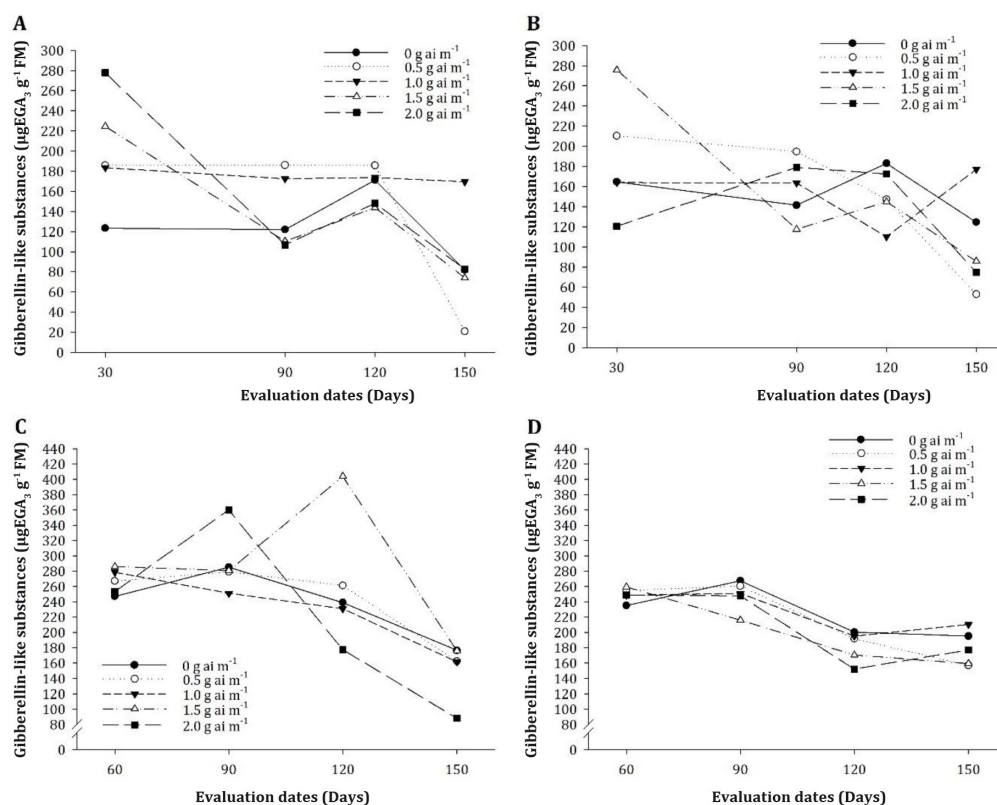 A
Gibberellin-like substances (µgEGA₃ g⁻¹ FM)
300
280
260
240
220
200
180
160
140
120
100
80
60
40
20
0
0 g ai m⁻¹
0.5 g ai m⁻¹
1.0 g ai m⁻¹
1.5 g ai m⁻¹
2.0 g ai m⁻¹
30 90 120 150
Evaluation dates (Days)
B
Gibberellin-like substances (µgEGA₃ g⁻¹ FM)
300
280
260
240
220
200
180
160
140
120
100
80
60
40
20
0
0 g ai m⁻¹
0.5 g ai m⁻¹
1.0 g ai m⁻¹
1.5 g ai m⁻¹
2.0 g ai m⁻¹
30 90 120 150
Evaluation dates (Days)
C
Gibberellin-like substances (µgEGA₃ g⁻¹ FM)
440
420
400
380
360
340
320
300
280
260
240
220
200
180
160
140
120
100
80
0
0 g ai m⁻¹
0.5 g ai m⁻¹
1.0 g ai m⁻¹
1.5 g ai m⁻¹
2.0 g ai m⁻¹
60 90 120 150
Evaluation dates (Days)
D
Gibberellin-like substances (µgEGA₃ g⁻¹ FM)
440
420
400
380
360
340
320
300
280
260
240
220
200
180
160
140
120
100
80
0
0 g ai m⁻¹
0.5 g ai m⁻¹
1.0 g ai m⁻¹
1.5 g ai m⁻¹
2.0 g ai m⁻¹
60 90 120 150
Evaluation dates (Days)